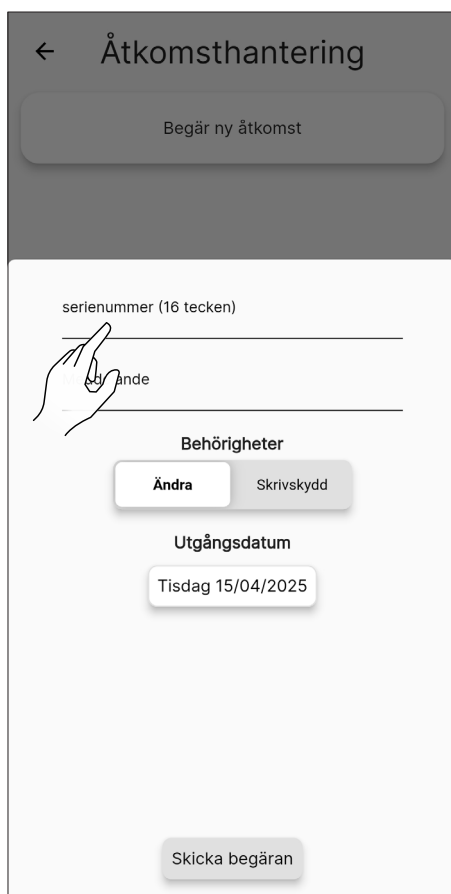 Åtkomsthantering
Begär ny åtkomst
serienummer (16 tecken)
Behörigheter
Ändra Skrivskydd
Utgångsdatum
Tisdag 15/04/2025
Skicka begäran